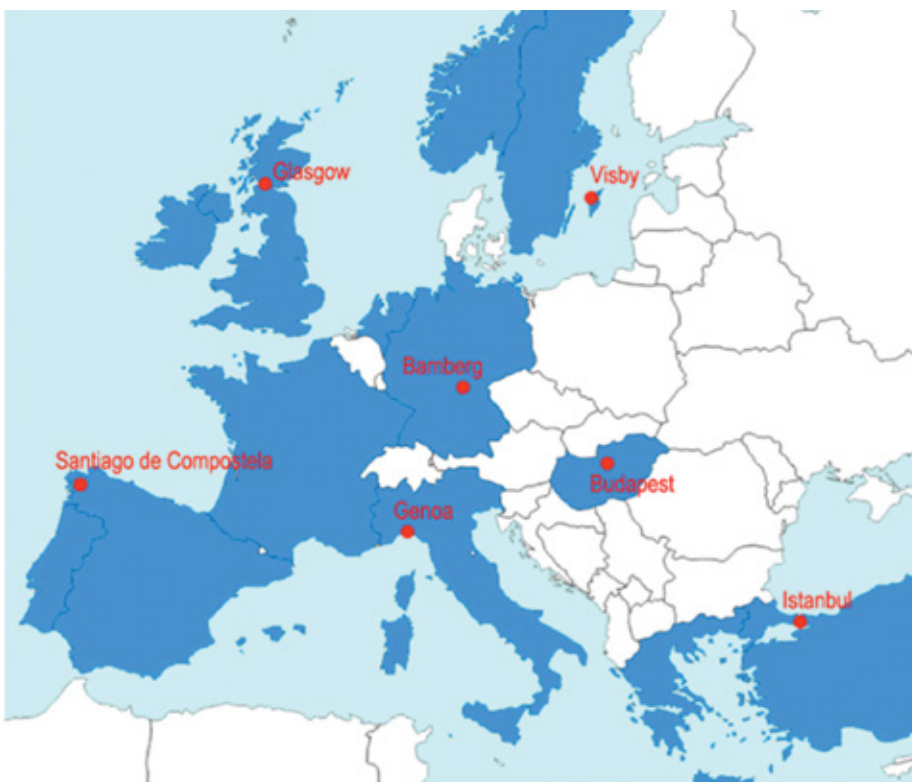 Glasgow
Visby
Bamberg
Santiago de Compostela
Budapest
Genoa
Istanbul